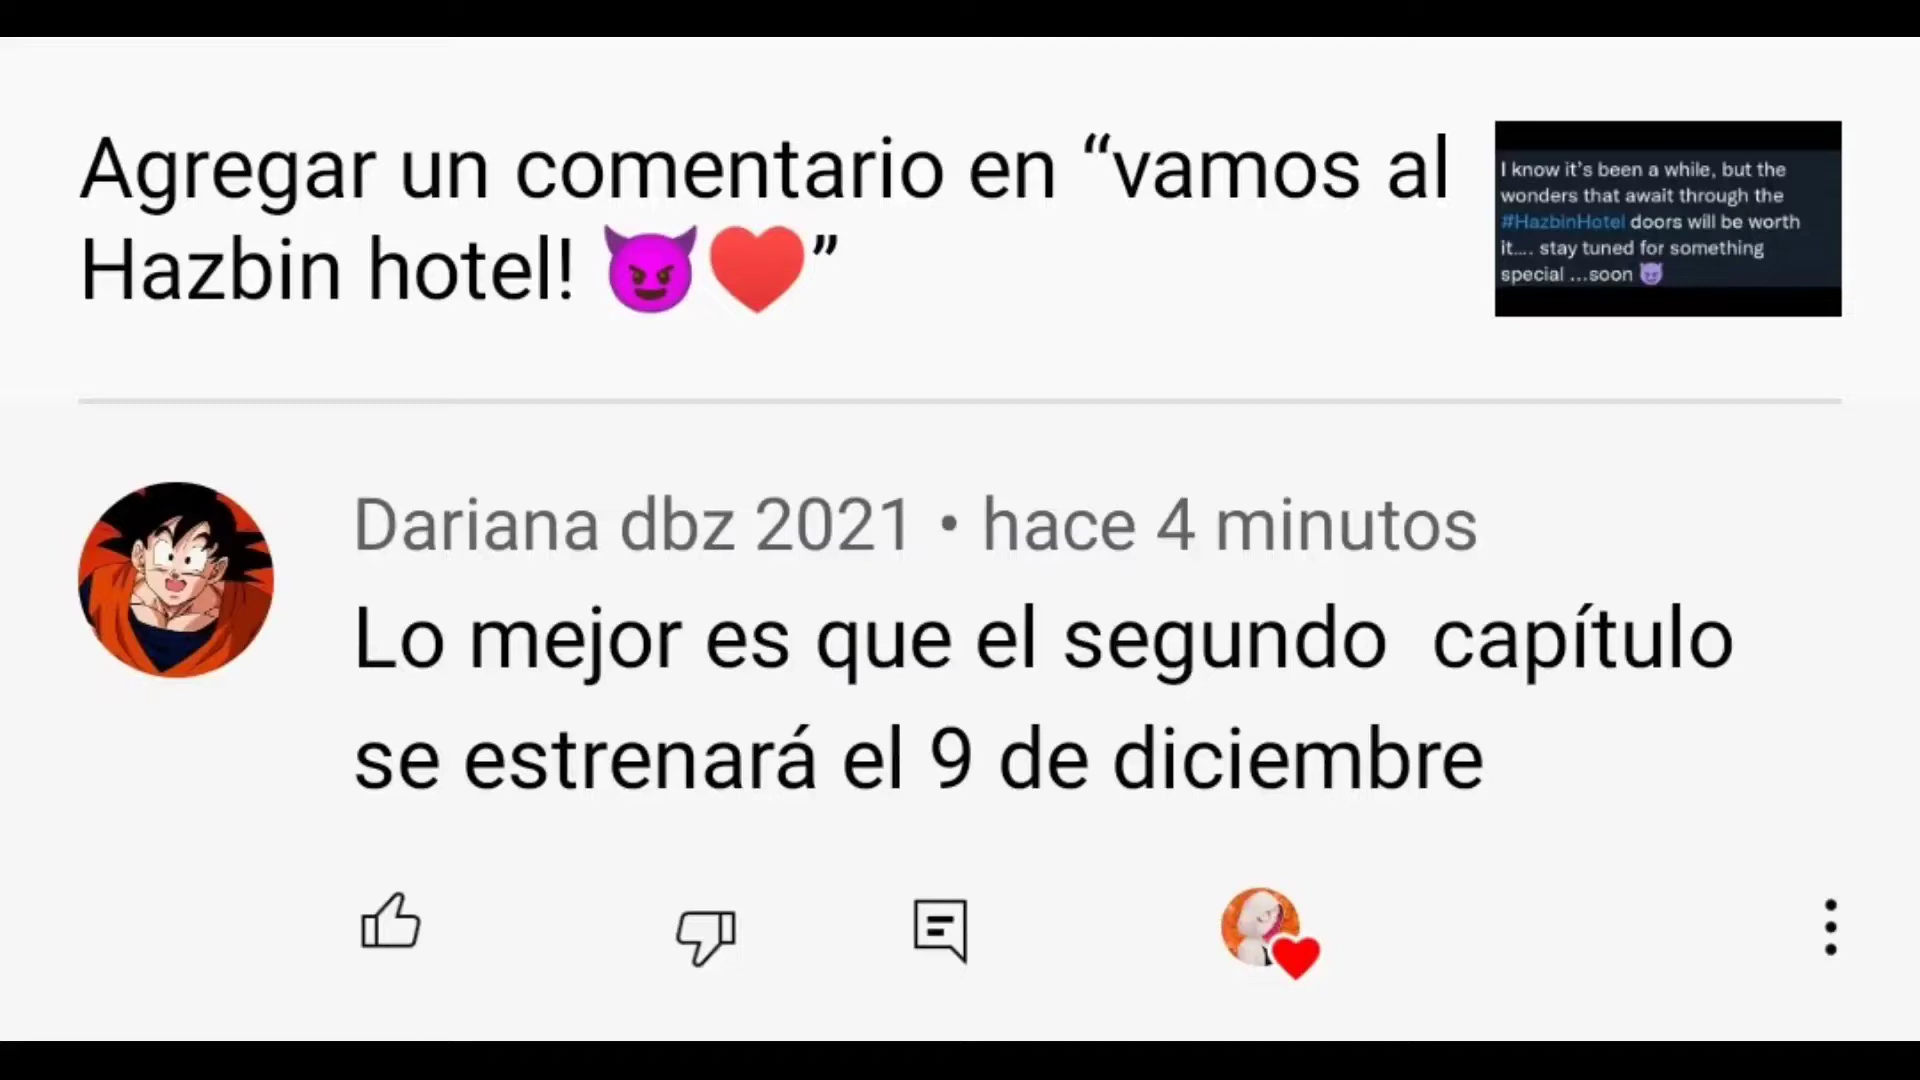 Agregar un comentario en “vamos al
Hazbin hotel! 😈♥️”
I know it's been a while, but the
wonders that await through the
#HazbinHotel doors will be worth
it.... stay tuned for something
special ...soon 😈
Dariana dbz 2021 • hace 4 minutos
Lo mejor es que el segundo  capítulo
se estrenará el 9 de diciembre